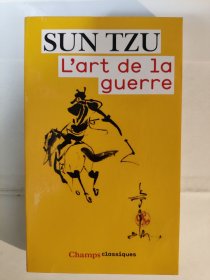 SUN TZU
L'art de la
guerre
Champs classiques